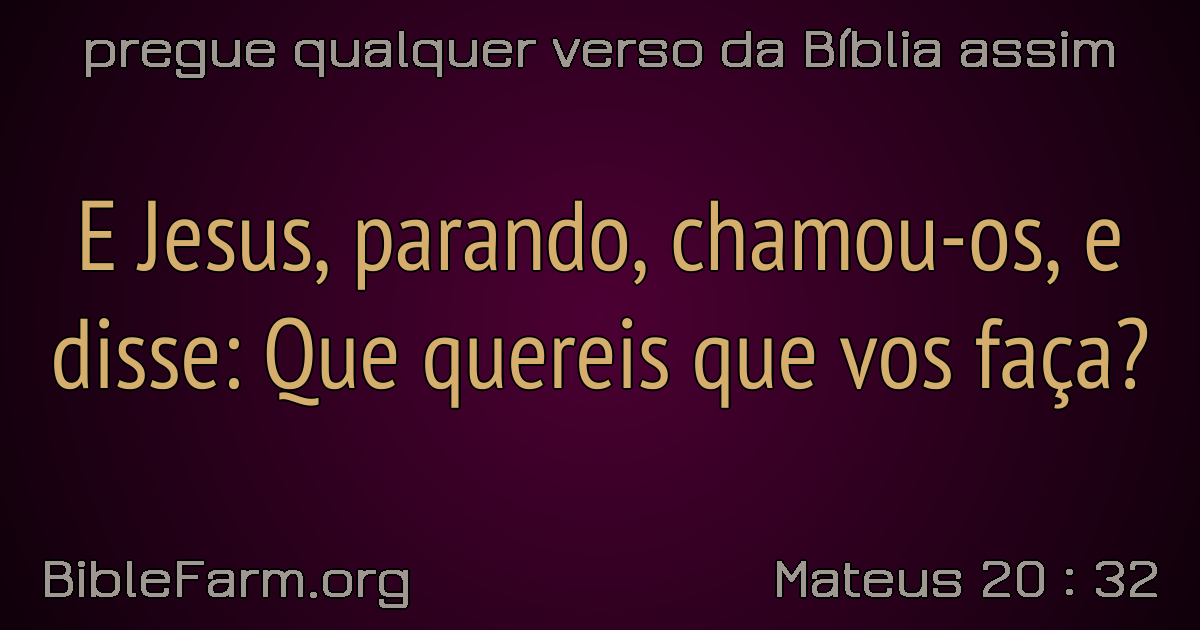 pregue qualquer verso da Bíblia assim
E Jesus, parando, chamou-os, e
disse: Que quereis que vos faça?
BibleFarm.org
Mateus 20 : 32